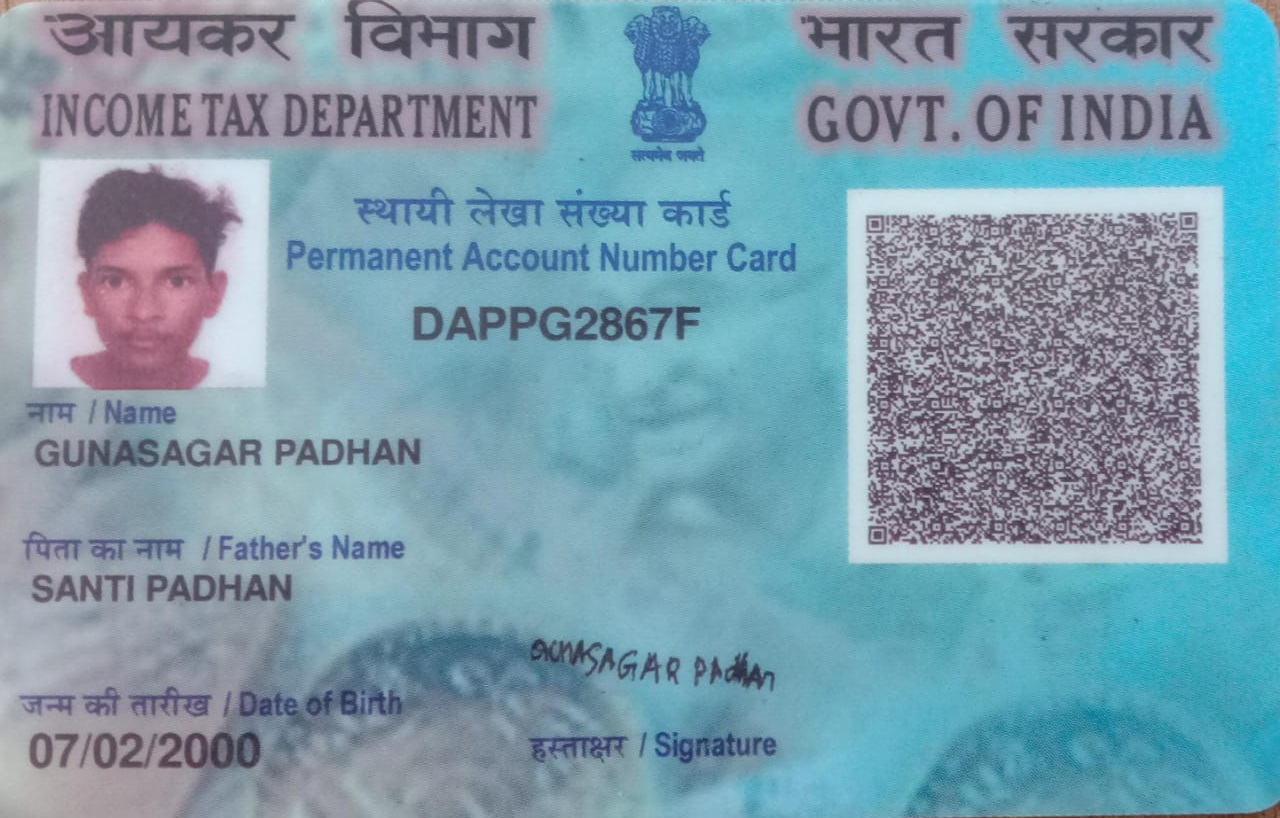 आयकर विभाग
INCOME TAX DEPARTMENT
भारत सरकार
GOVT. OF INDIA
सत्यमेव जयते
स्थायी लेखा संख्या कार्ड
Permanent Account Number Card
DAPPG2867F
नाम / Name
GUNASAGAR PADHAN
पिता का नाम / Father's Name
SANTI PADHAN
GUNASAGAR PAdhan
जन्म की तारीख / Date of Birth
07/02/2000
हस्ताक्षर / Signature